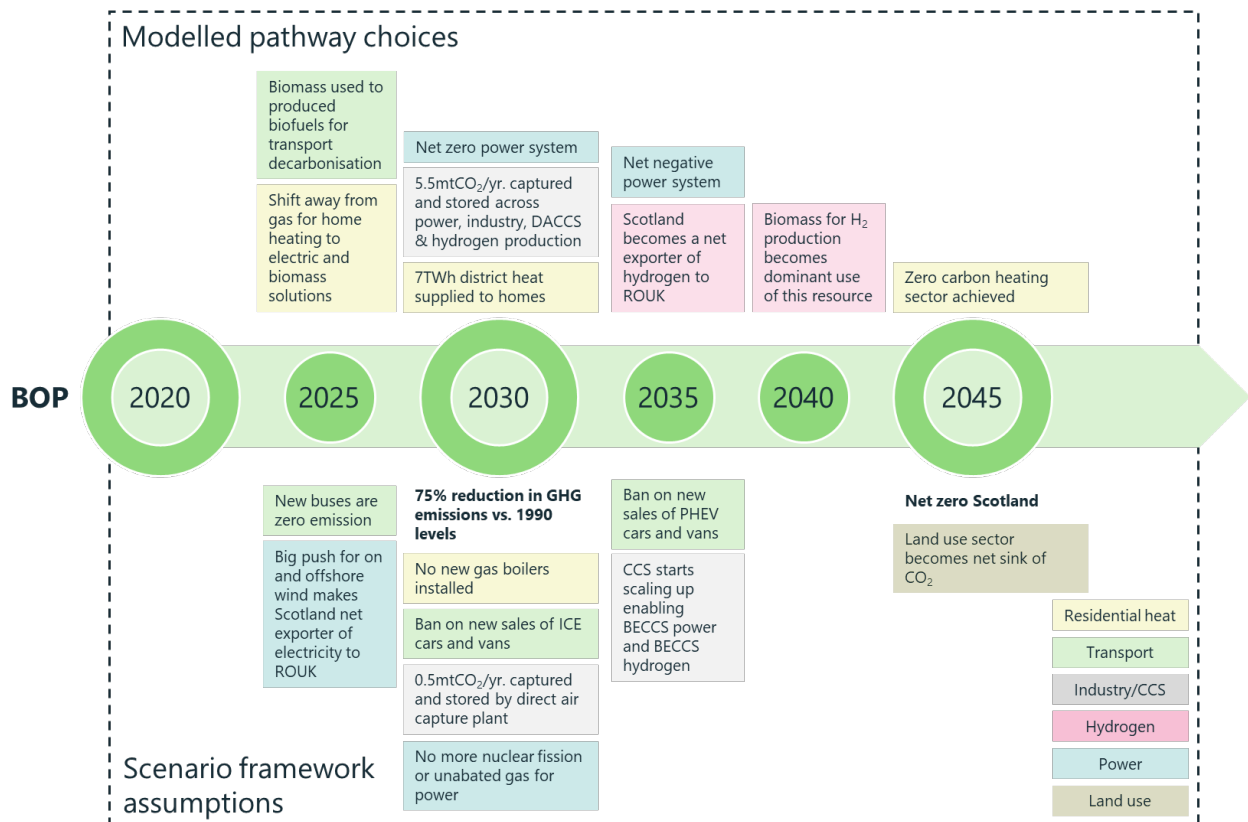 Modelled pathway choices
Biomass used to
produced
biofuels for
transport
decarbonisation
Shift away from
gas for home
heating to
electric and
biomass
solutions
Net zero power system
5.5mtCO₂/yr. captured
and stored across
power, industry, DACCS
& hydrogen production
7TWh district heat
supplied to homes
Net negative
power system
Scotland
becomes a net
exporter of
hydrogen to
ROUK
Biomass for H₂
production
becomes
dominant use
of this resource
Zero carbon heating
sector achieved
BOP
2020
2025
2030
2035
2040
2045
New buses are
zero emission
Big push for on
and offshore
wind makes
Scotland net
exporter of
electricity to
ROUK
75% reduction in GHG
emissions vs. 1990
levels
No new gas boilers
installed
Ban on new sales of ICE
cars and vans
0.5mtCO₂/yr. captured
and stored by direct air
capture plant
No more nuclear fission
or unabated gas for
power
Ban on new
sales of PHEV
cars and vans
CCS starts
scaling up
enabling
BECCS power
and BECCS
hydrogen
Net zero Scotland
Land use sector
becomes net sink of
CO₂
Residential heat
Transport
Industry/CCS
Hydrogen
Power
Land use
Scenario framework
assumptions